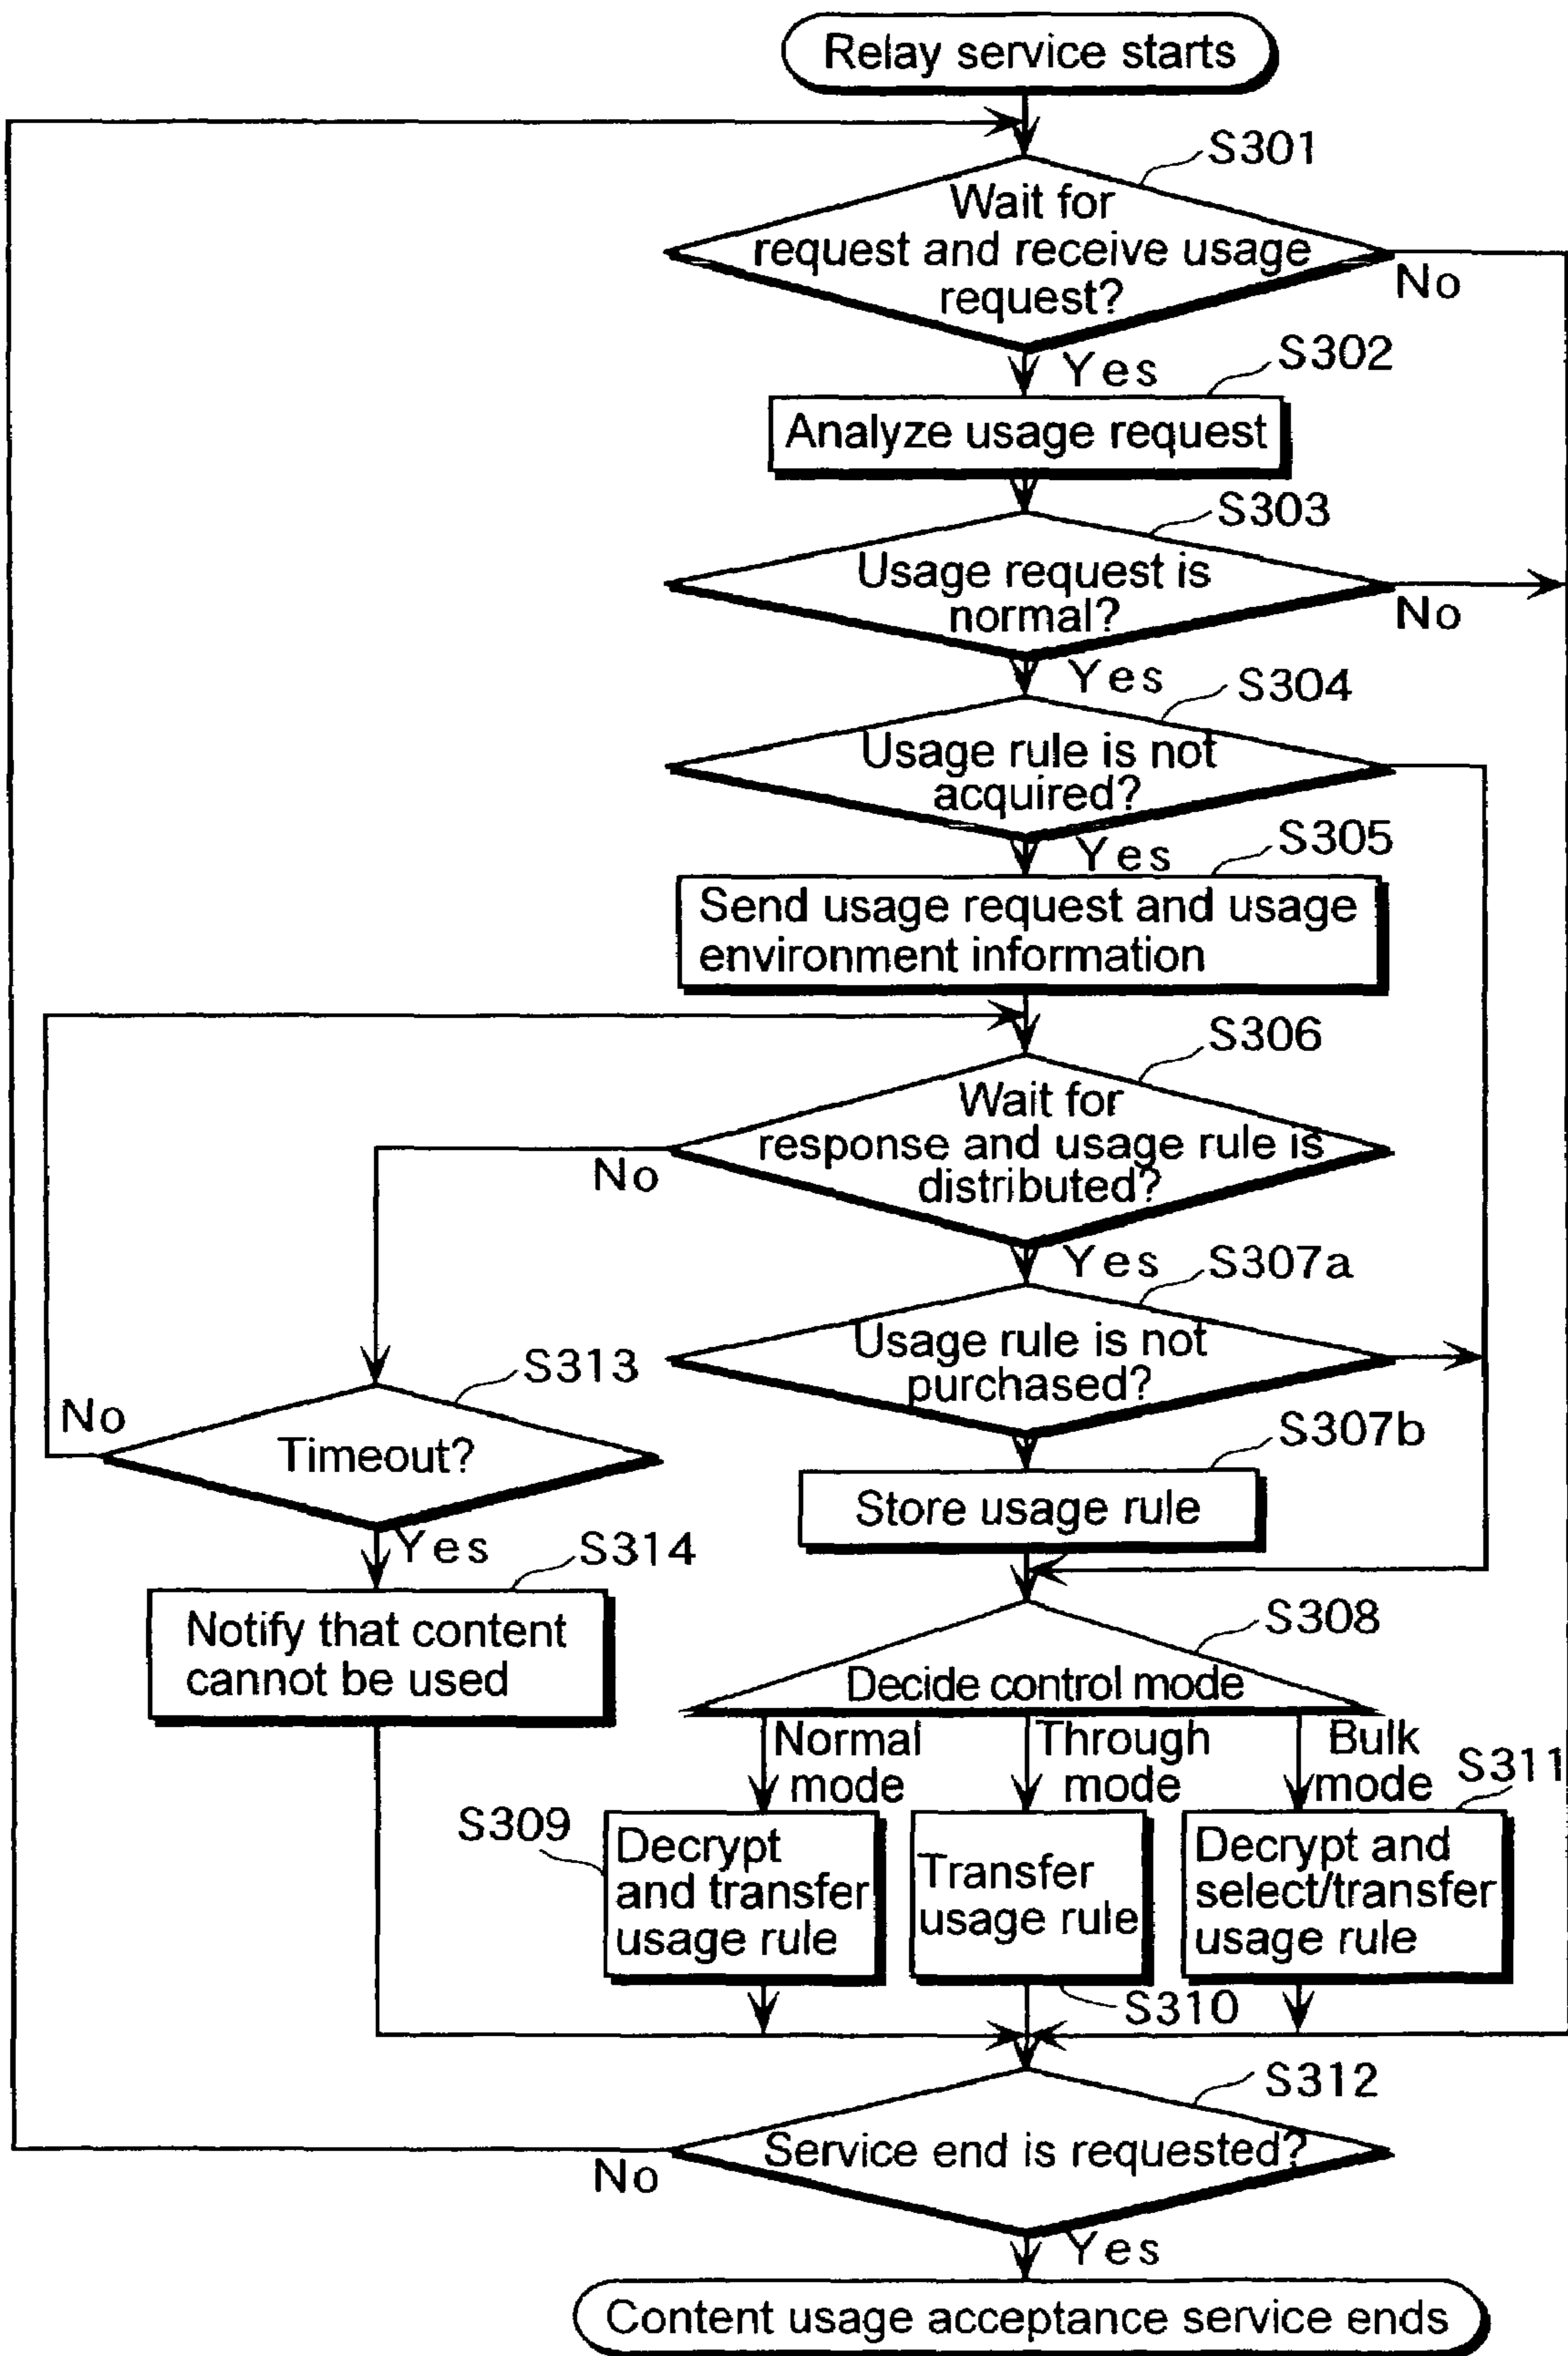 Relay service starts
S301
Wait for
request and receive usage
request?
No
Yes
S302
Analyze usage request
S303
Usage request is
normal?
No
Yes
S304
Usage rule is not
acquired?
Yes
S305
Send usage request and usage
environment information
S306
Wait for
response and usage rule is
distributed?
No
Yes
S307a
Usage rule is not
purchased?
S313
No
Timeout?
S307b
Store usage rule
Yes
S314
Notify that content
cannot be used
S308
Decide control mode
Normal
mode
Through
mode
Bulk
mode
S311
S309
Decrypt
and transfer
usage rule
Transfer
usage rule
Decrypt and
select/transfer
usage rule
S310
S312
Service end is requested?
No
Yes
Content usage acceptance service ends